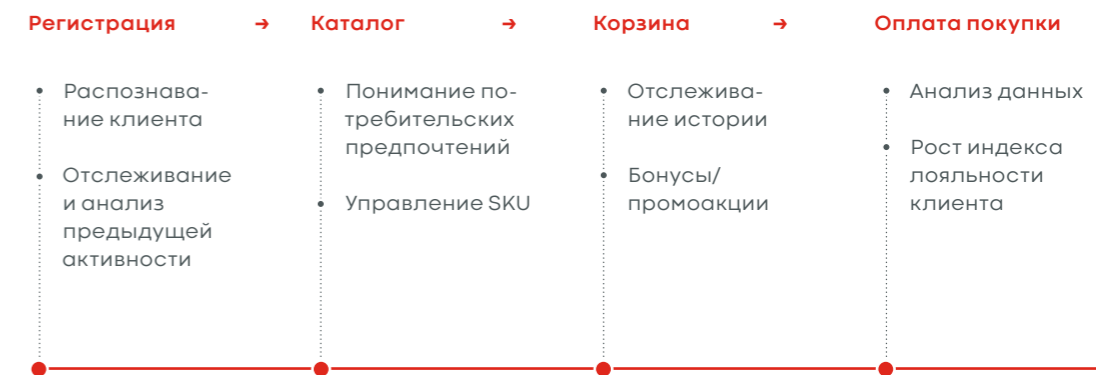 Регистрация → Каталог → Корзина → Оплата покупки
• Распознава-
ние клиента
• Отслеживание
и анализ
предыдущей
активности
• Понимание по-
требительских
предпочтений
• Управление SKU
• Отслежива-
ние истории
• Бонусы/
промоакции
• Анализ данных
• Рост индекса
лояльности
клиента